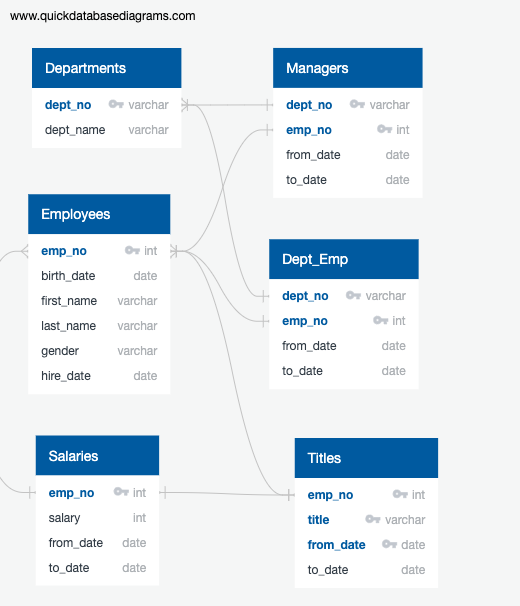 www.quickdatabasediagrams.com
Departments
dept_no varchar
dept_name varchar
Managers
dept_no varchar
emp_no int
from_date date
to_date date
Employees
emp_no int
birth_date date
first_name varchar
last_name varchar
gender varchar
hire_date date
Dept_Emp
dept_no varchar
emp_no int
from_date date
to_date date
Salaries
emp_no int
salary int
from_date date
to_date date
Titles
emp_no int
title varchar
from_date date
to_date date